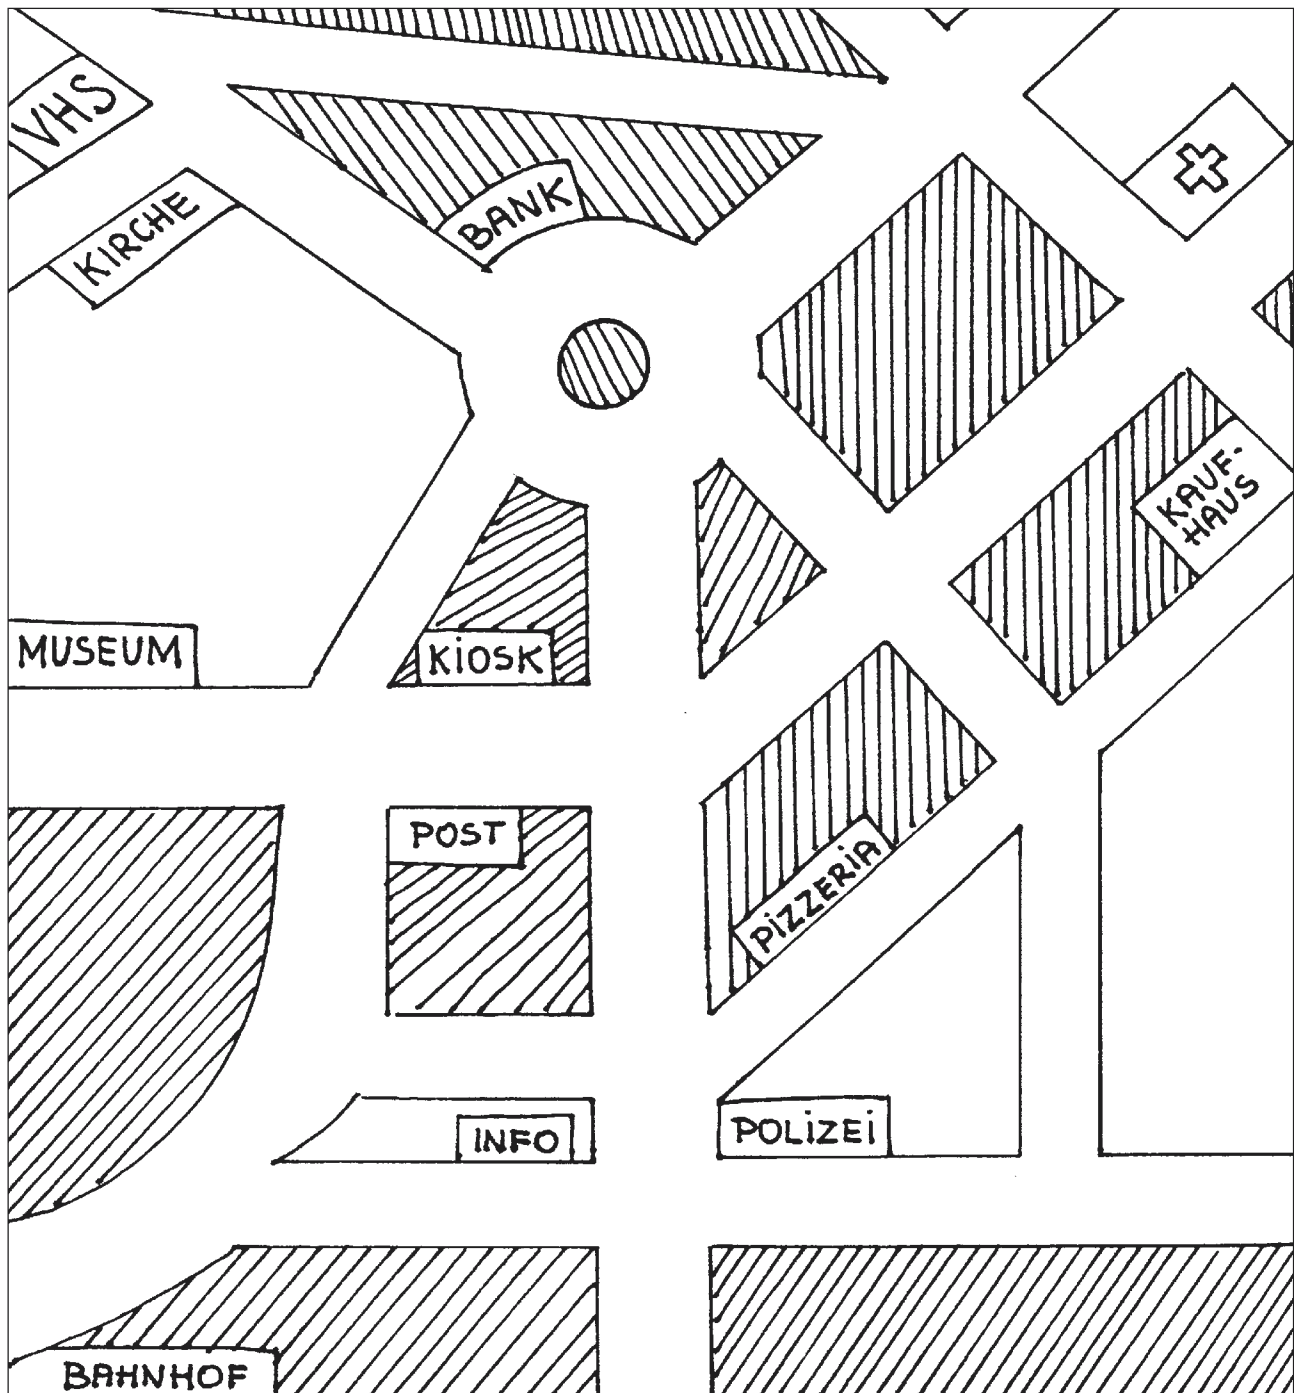 VHS
KIRCHE
BANK
KAUF-
HAUS
MUSEUM
KiOSK
POST
PiZZERiA
INFO
POLiZEi
BAHNHOF